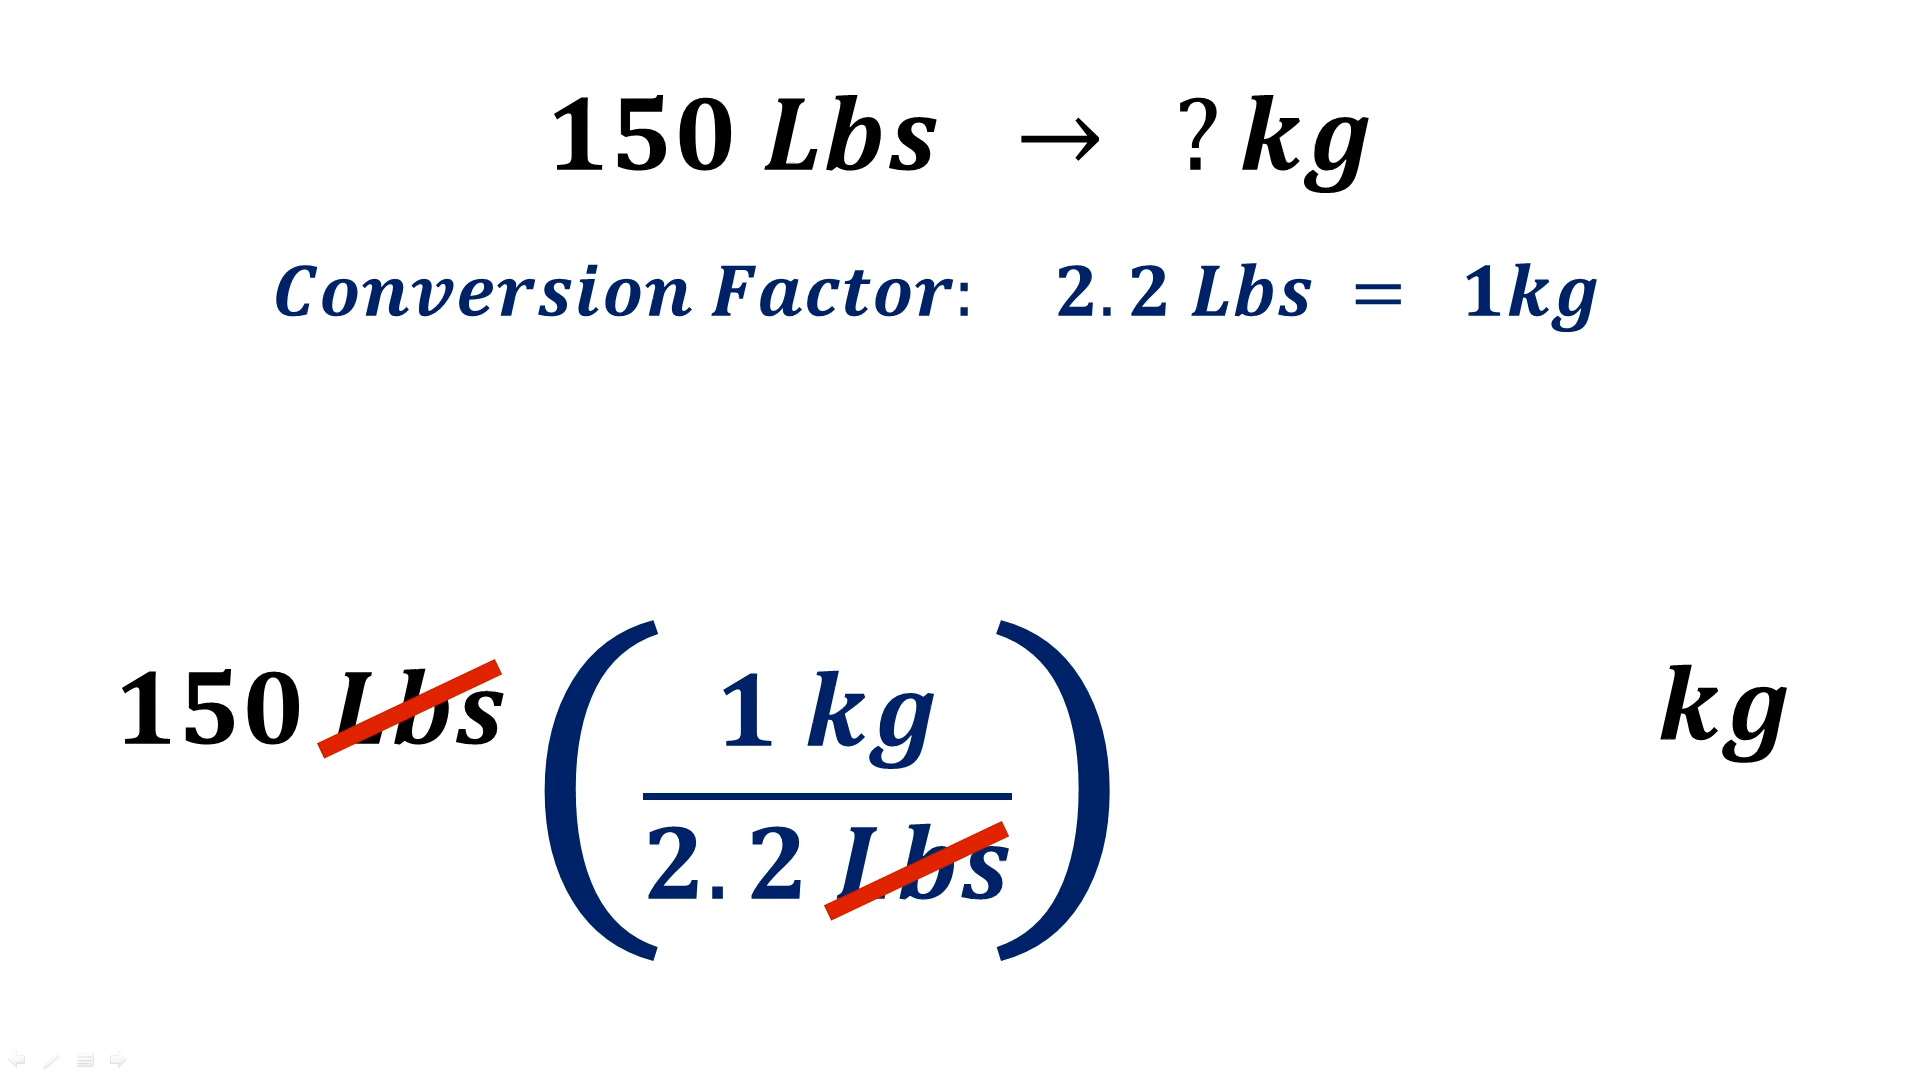 150 Lbs → ? kg
Conversion Factor: 2.2 Lbs = 1kg
150 Lbs ( 1 kg / 2.2 Lbs ) kg